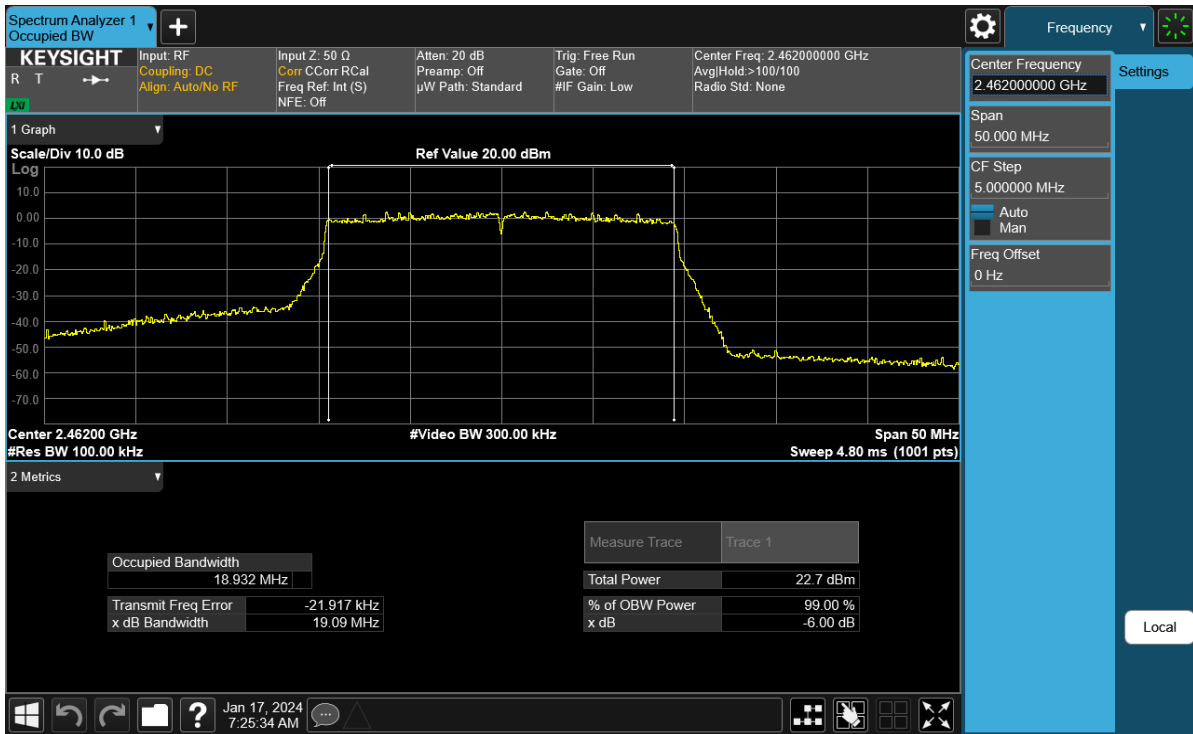 Spectrum Analyzer 1
Occupied BW
Frequency
KEYSIGHT
R T
LXI
Input: RF
Coupling: DC
Align: Auto/No RF
Input Z: 50 Ω
Corr CCorr RCal
Freq Ref: Int (S)
NFE: Off
Atten: 20 dB
Preamp: Off
µW Path: Standard
Trig: Free Run
Gate: Off
#IF Gain: Low
Center Freq: 2.462000000 GHz
Avg|Hold:>100/100
Radio Std: None
Center Frequency
2.462000000 GHz
Settings
Span
50.000 MHz
CF Step
5.000000 MHz
Auto
Man
Freq Offset
0 Hz
Local
1 Graph
Scale/Div 10.0 dB
Ref Value 20.00 dBm
Log
10.0
0.00
-10.0
-20.0
-30.0
-40.0
-50.0
-60.0
-70.0
Center 2.46200 GHz
#Video BW 300.00 kHz
Span 50 MHz
#Res BW 100.00 kHz
Sweep 4.80 ms (1001 pts)
2 Metrics
Measure Trace Trace 1
Occupied Bandwidth
18.932 MHz
Total Power 22.7 dBm
Transmit Freq Error -21.917 kHz
% of OBW Power 99.00 %
x dB Bandwidth 19.09 MHz
x dB -6.00 dB
Jan 17, 2024
7:25:34 AM